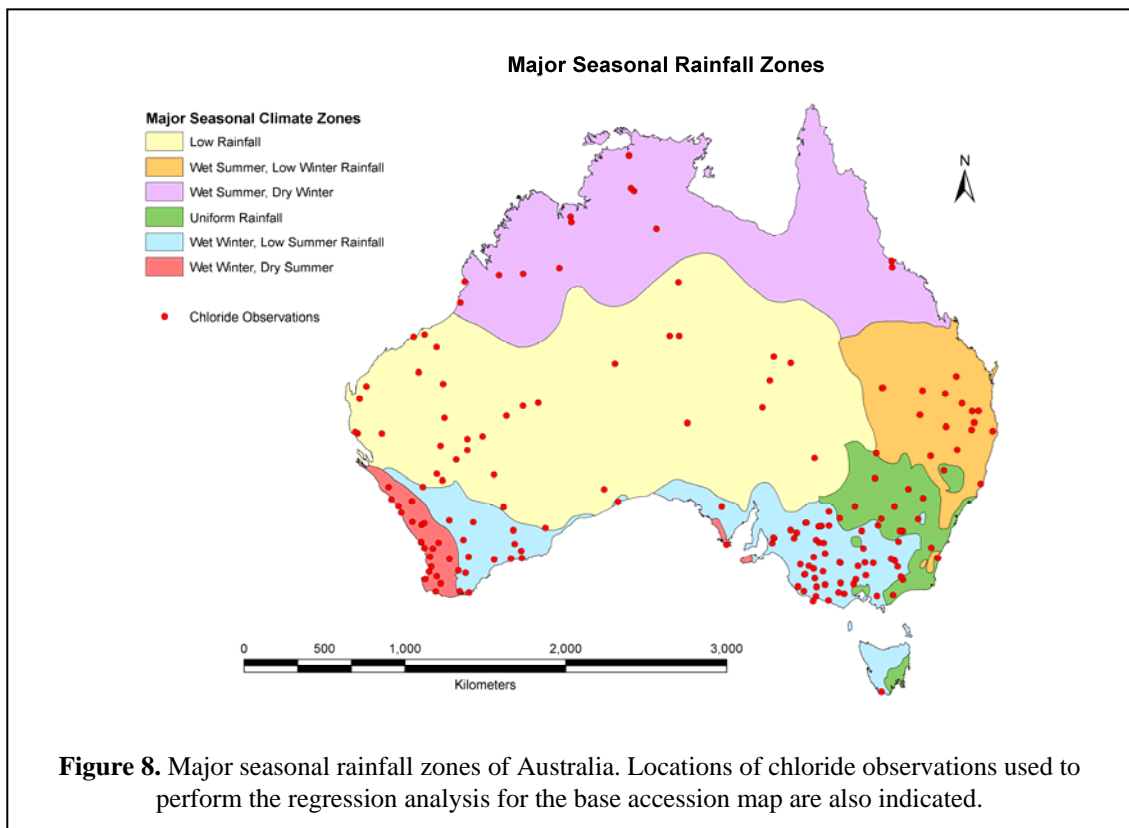 Major Seasonal Rainfall Zones
Major Seasonal Climate Zones
Low Rainfall
Wet Summer, Low Winter Rainfall
Wet Summer, Dry Winter
Uniform Rainfall
Wet Winter, Low Summer Rainfall
Wet Winter, Dry Summer
Chloride Observations
N
0 500 1,000 2,000 3,000
Kilometers
Figure 8. Major seasonal rainfall zones of Australia. Locations of chloride observations used to
perform the regression analysis for the base accession map are also indicated.